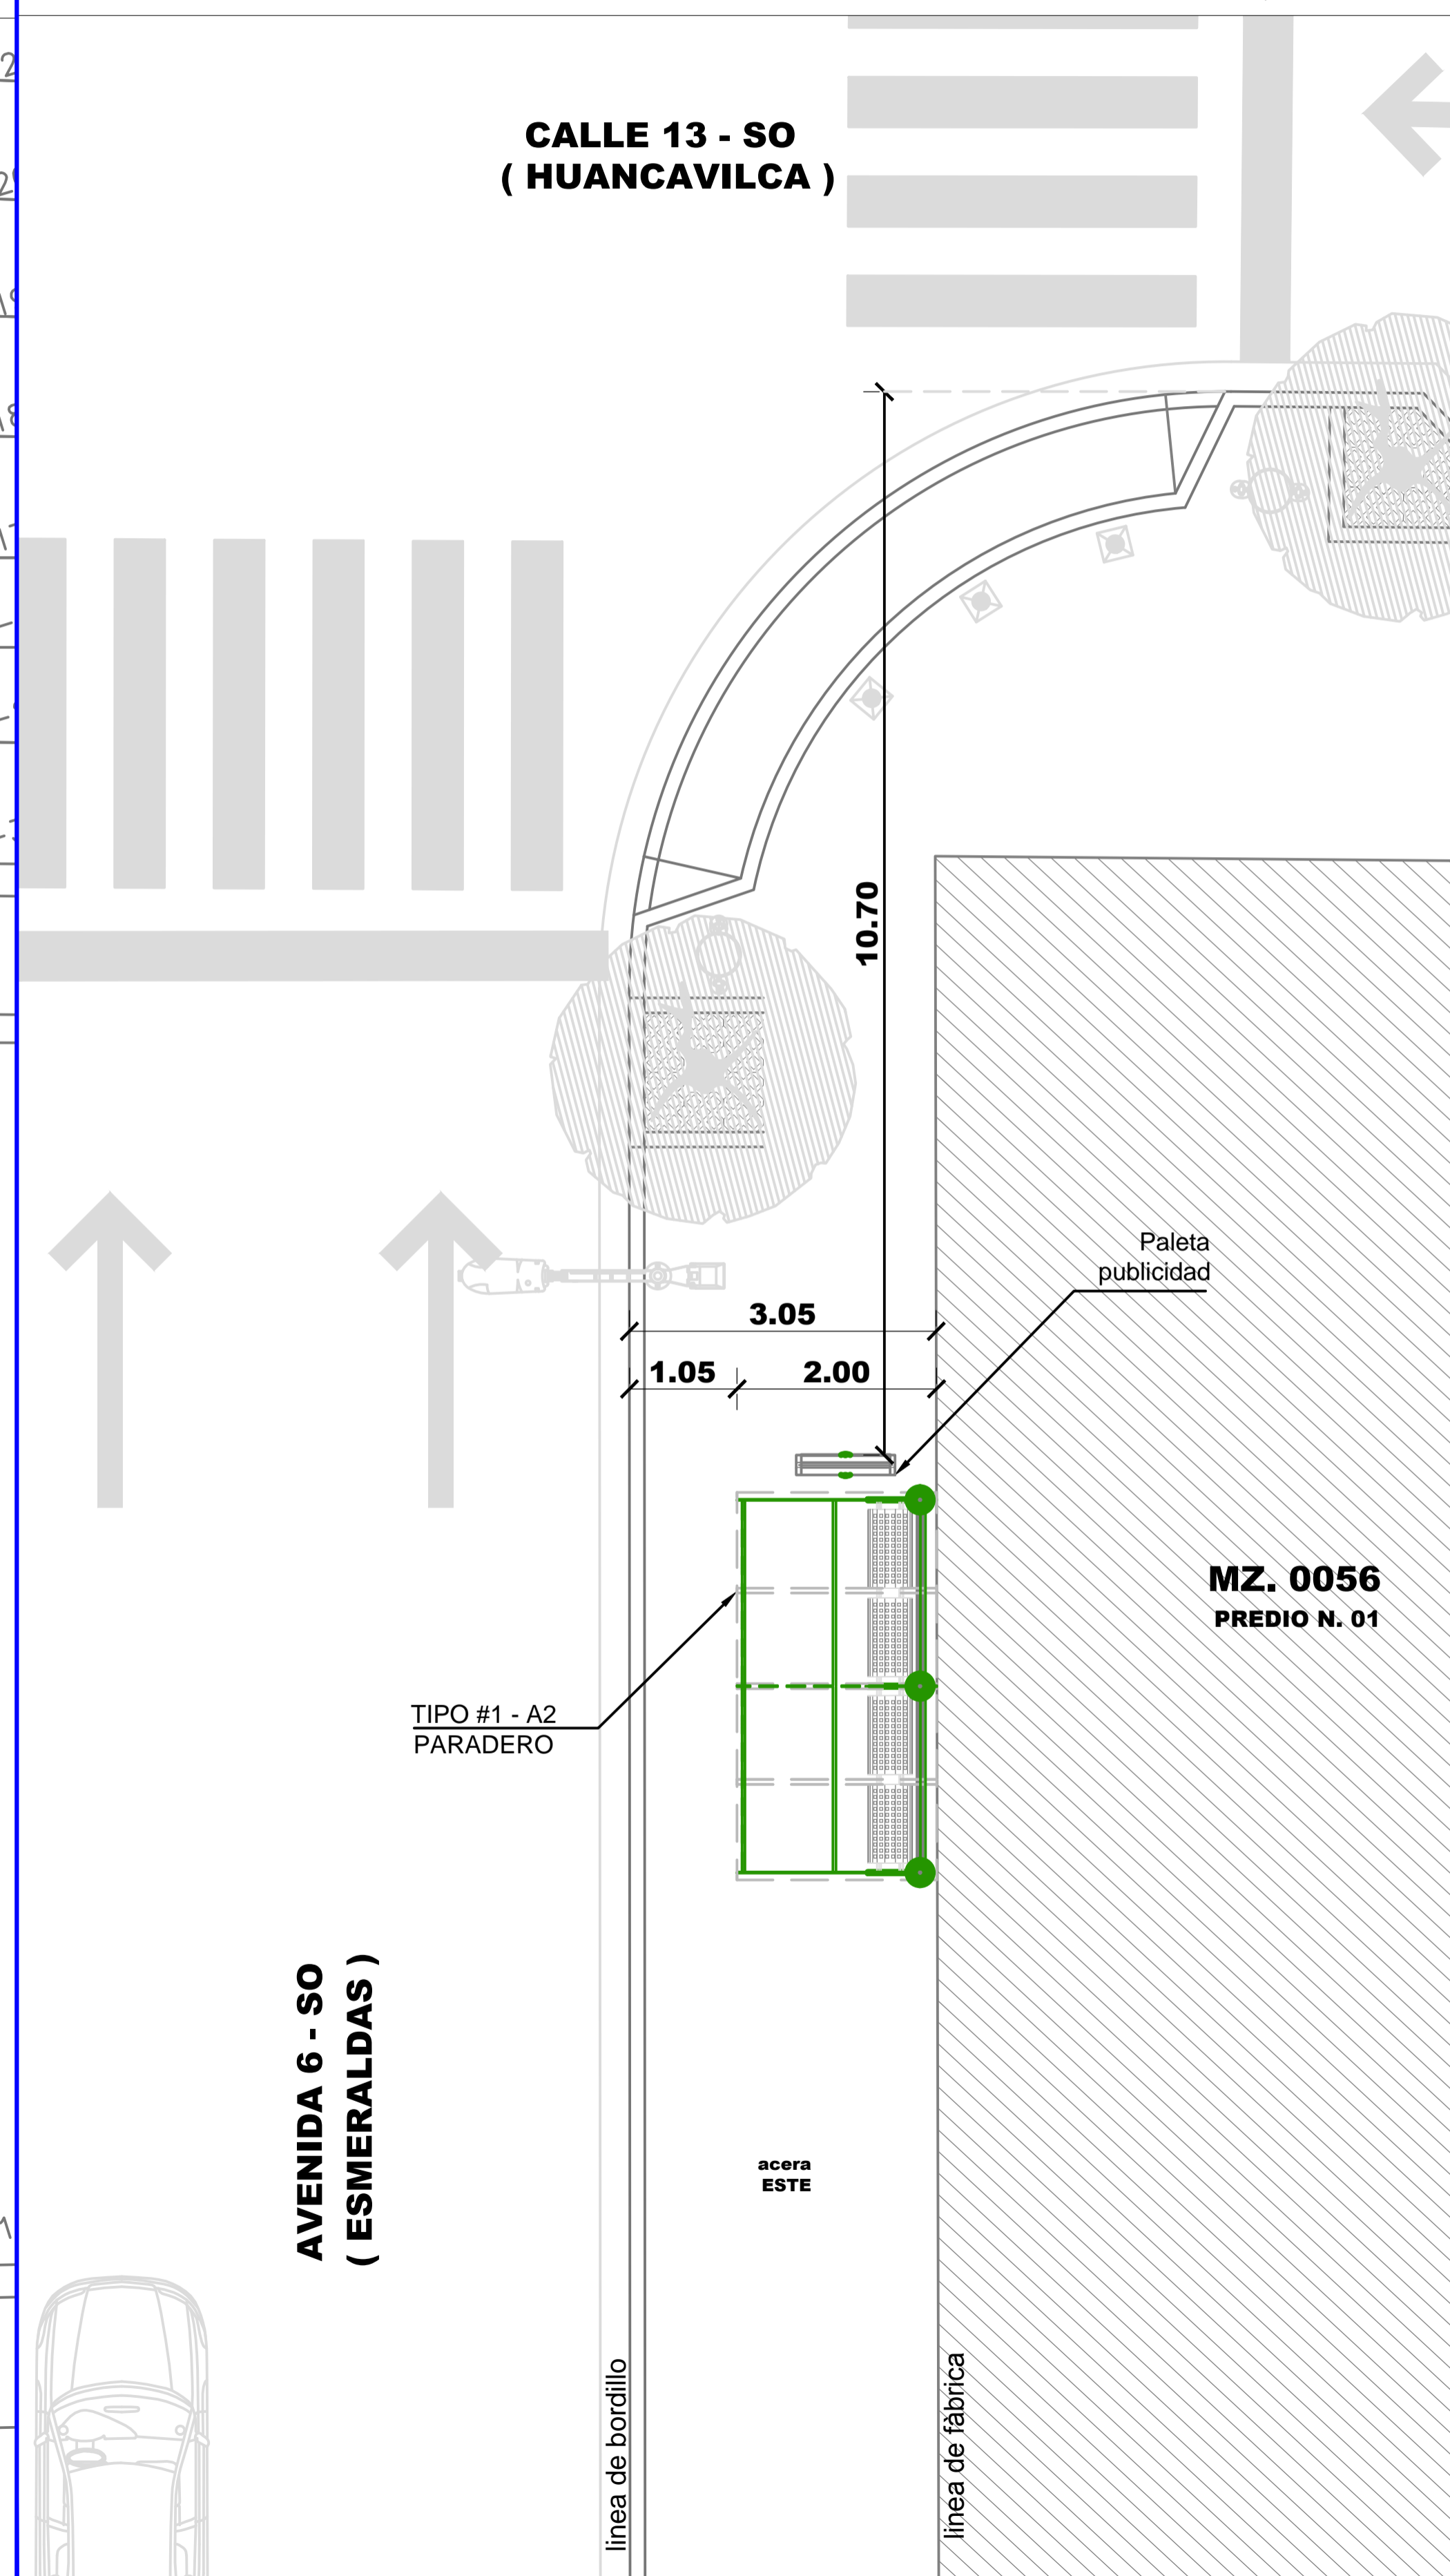 CALLE 13 - SO
( HUANCAVILCA )
10.70
Paleta
publicidad
3.05
1.05
2.00
MZ. 0056
PREDIO N. 01
TIPO #1 - A2
PARADERO
AVENIDA 6 - SO
( ESMERALDAS )
acera
ESTE
linea de bordillo
linea de fàbrica